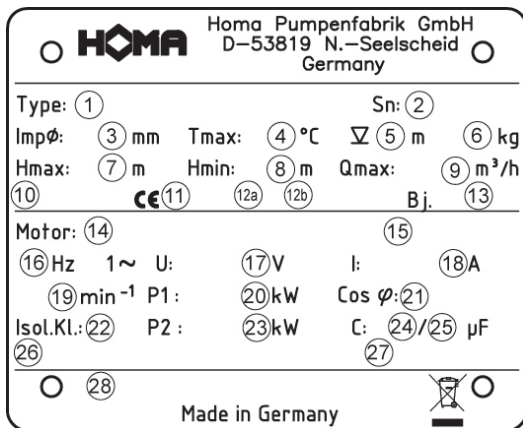 HOMA
Homa Pumpenfabrik GmbH
D-53819 N.-Seelscheid
Germany
Type: 1 Sn: 2
Impø: 3 mm Tmax: 4 °C ∇ 5 m 6 kg
Hmax: 7 m Hmin: 8 m Qmax: 9 m³/h
10 CE 11 12a 12b Bj. 13
Motor: 14 15
16 Hz 1~ U: 17 V I: 18 A
19 min⁻¹ P1: 20 kW Cos φ: 21
Isol.Kl.: 22 P2: 23 kW C: 24/25 µF
26 27
28
Made in Germany